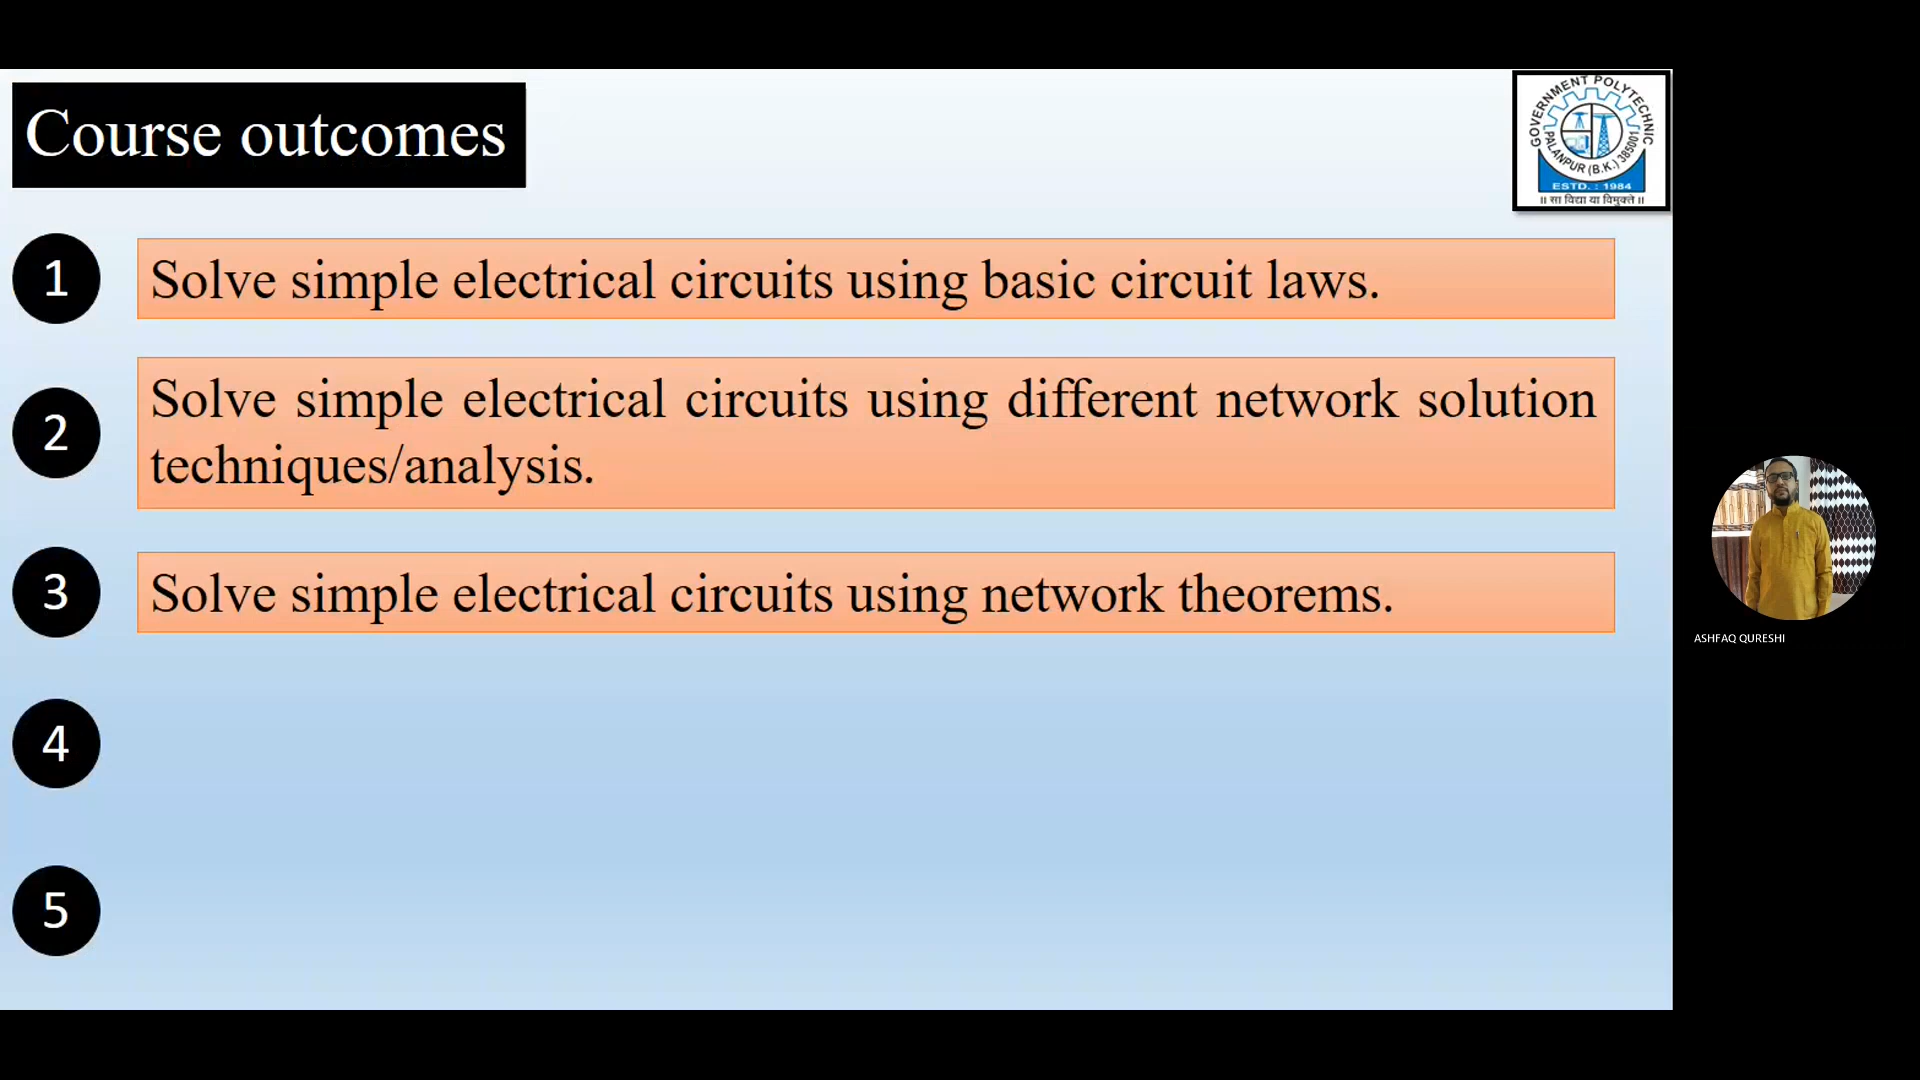 Course outcomes
GOVERNMENT POLYTECHNIC
PALANPUR (B.K.) 385001
ESTD. : 1984
॥ सा विद्या या विमुक्ते ॥
1
Solve simple electrical circuits using basic circuit laws.
2
Solve simple electrical circuits using different network solution
techniques/analysis.
3
Solve simple electrical circuits using network theorems.
4
5
ASHFAQ QURESHI